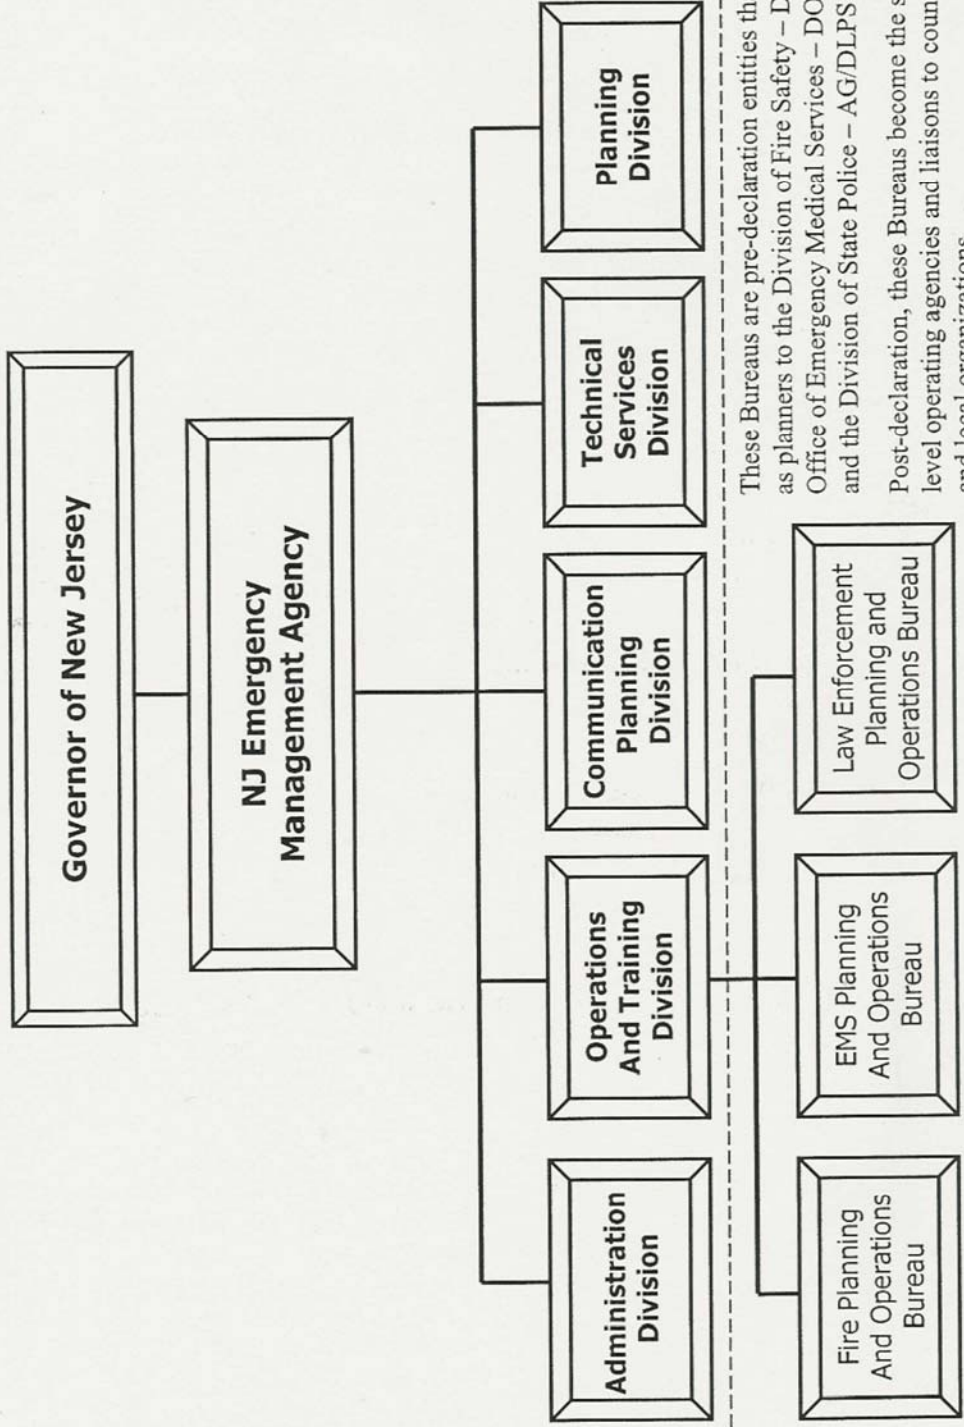 Governor of New Jersey
NJ Emergency
Management Agency
Administration
Division
Operations
And Training
Division
Communication
Planning
Division
Technical
Services
Division
Planning
Division
Fire Planning
And Operations
Bureau
EMS Planning
And Operations
Bureau
Law Enforcement
Planning and
Operations Bureau
These Bureaus are pre-declaration entities
as planners to the Division of Fire Safety –
Office of Emergency Medical Services –
and the Division of State Police – AG/DLPS
Post-declaration, these Bureaus become the
level operating agencies and liaisons to
and local organizations